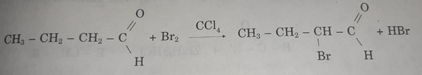 O O
CH₃ – CH₂ – CH₂ – C + Br₂ CCl₄ CH₃ – CH₂ – CH – C + HBr
H Br H